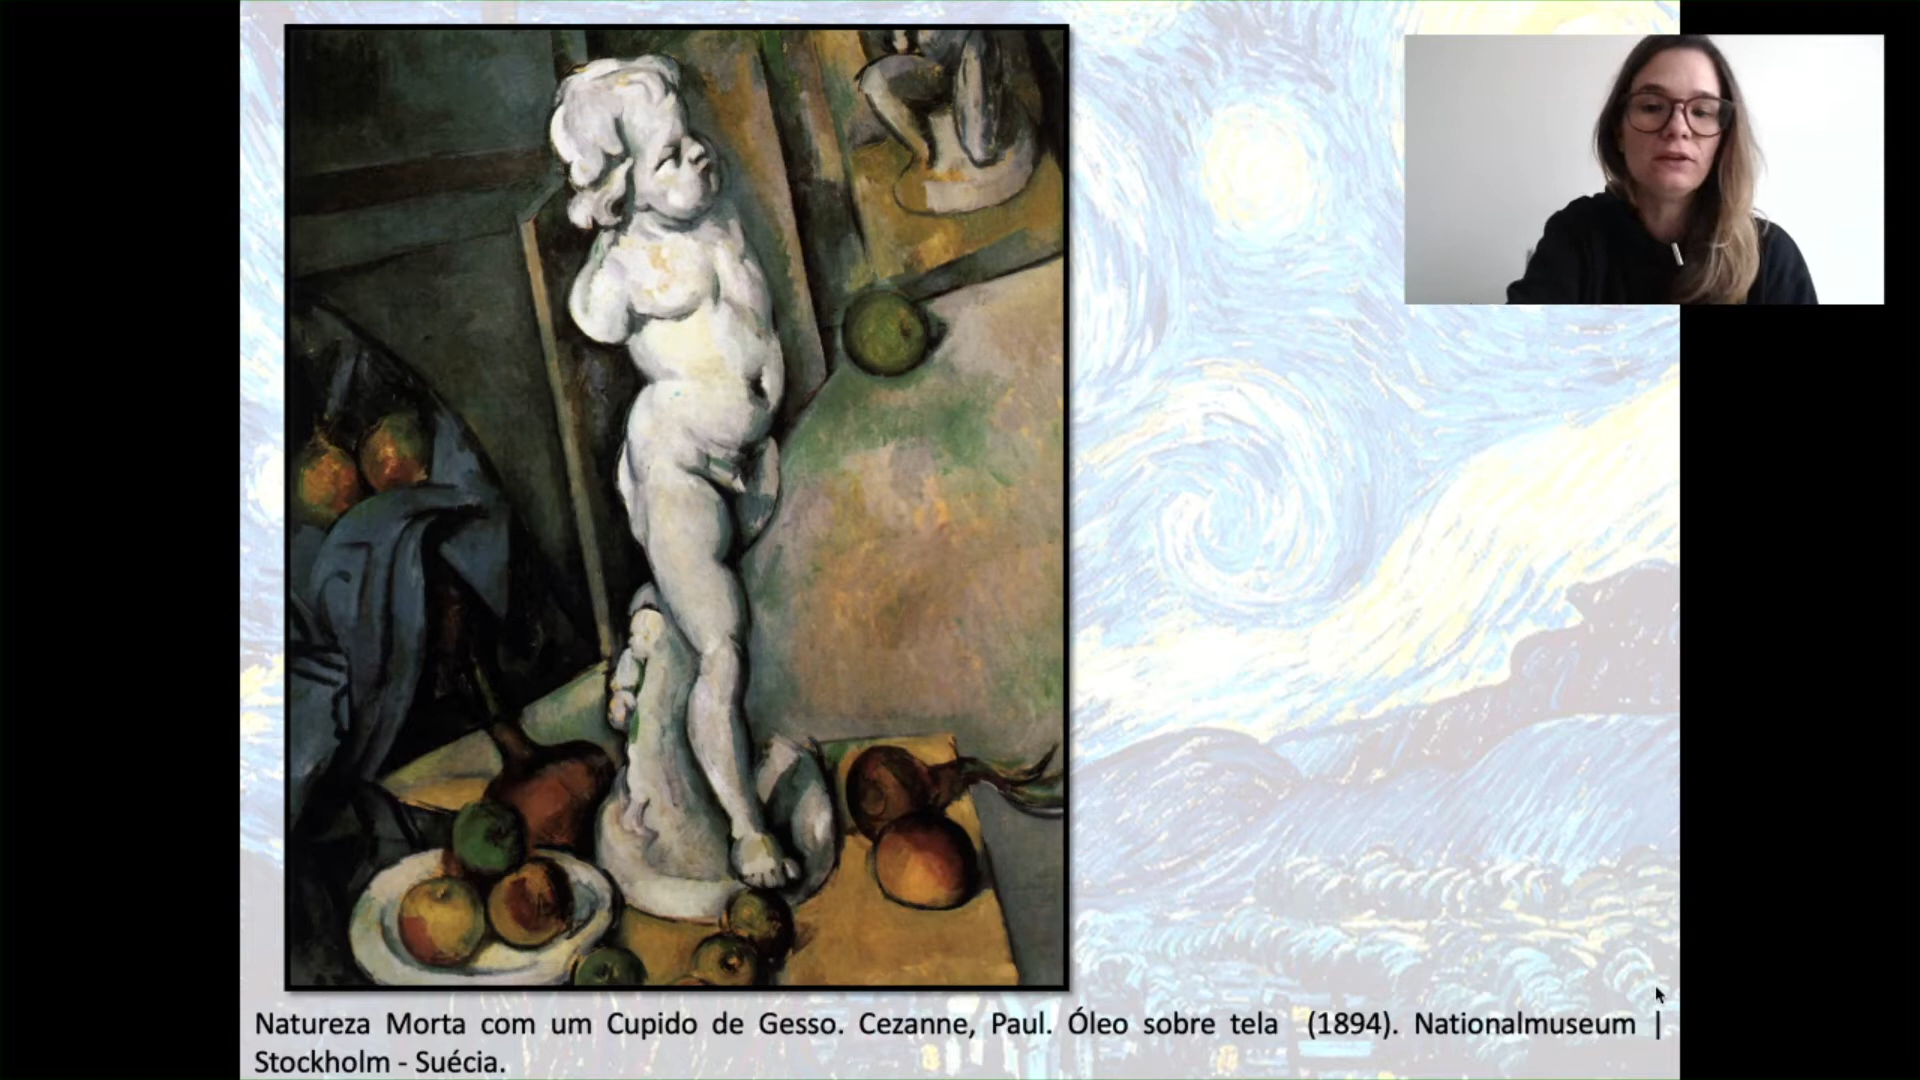 Natureza Morta com um Cupido de Gesso. Cezanne, Paul. Óleo sobre tela (1894). Nationalmuseum |
Stockholm - Suécia.